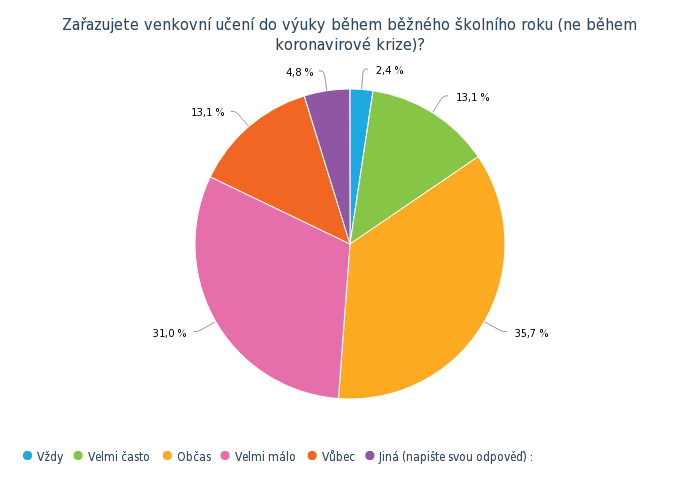 Zařazujete venkovní učení do výuky během běžného školního roku (ne během
koronavirové krize)?
4,8 %
2,4 %
13,1 %
13,1 %
31,0 %
35,7 %
Vždy Velmi často Občas Velmi málo Vůbec Jiná (napište svou odpověď) :